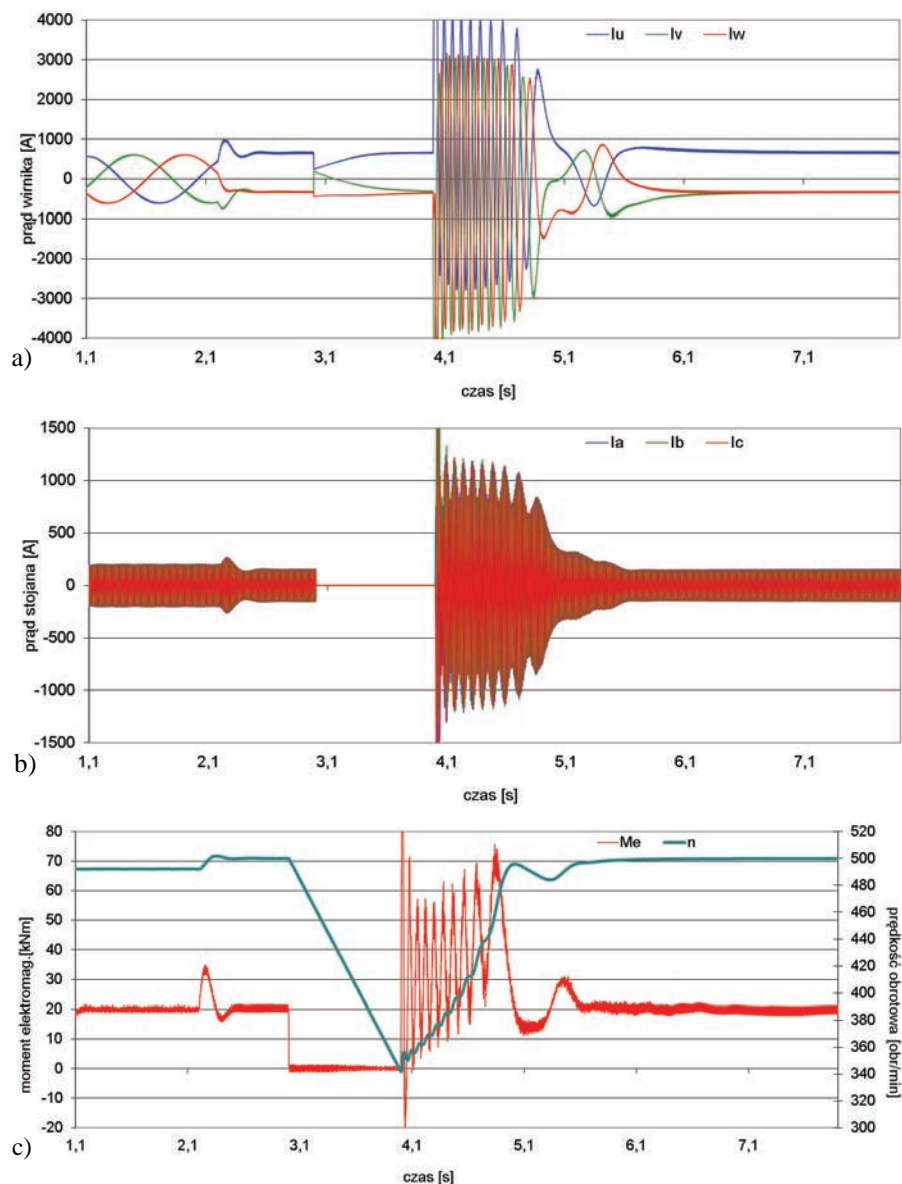 Iu Iv Iw
4000
3000
2000
1000
0
-1000
-2000
-3000
-4000
prąd wirnika [A]
1,1 2,1 3,1 4,1 5,1 6,1 7,1
a)
czas [s]
Ia Ib Ic
1500
1000
500
0
-500
-1000
-1500
prąd stojana [A]
1,1 2,1 3,1 4,1 5,1 6,1 7,1
b)
czas [s]
Me n
80
70
60
50
40
30
20
10
0
-10
-20
moment elektromag.[kNm]
520
500
480
460
440
420
400
380
360
340
320
300
prędkość obrotowa
[obr/min]
1,1 2,1 3,1 4,1 5,1 6,1 7,1
c)
czas [s]